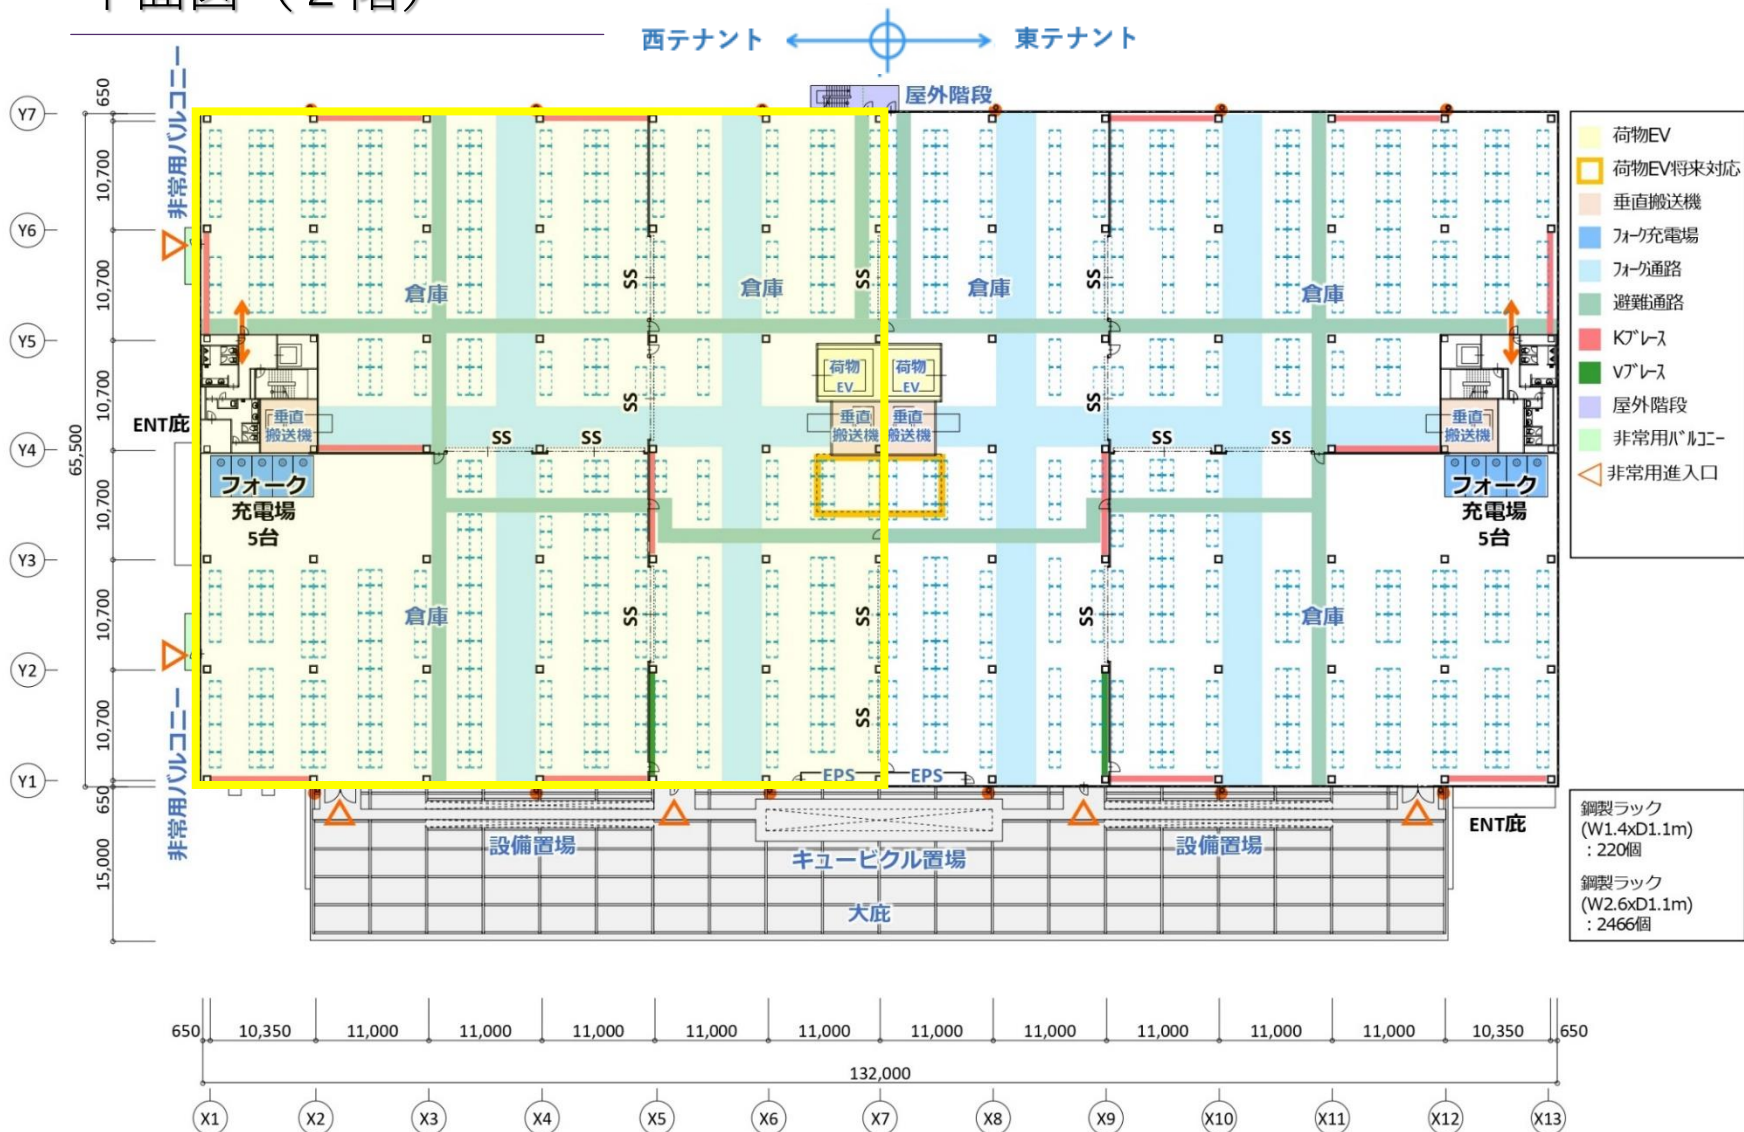 平面図（２階）
西テナント
東テナント
非常用バルコニー
屋外階段
650
10,700
10,700
10,700
10,700
10,700
10,700
650
15,000
65,500
Y7
Y6
Y5
Y4
Y3
Y2
Y1
倉庫
倉庫
倉庫
倉庫
SS
SS
SS
荷物
EV
荷物
EV
SS
SS
ENT庇
垂直
搬送機
垂直
搬送機
垂直
搬送機
垂直
搬送機
SS
SS
SS
SS
フォーク
充電場
5台
フォーク
充電場
5台
倉庫
倉庫
SS
SS
SS
SS
EPS
EPS
非常用バルコニー
ENT庇
設備置場
キュービクル置場
設備置場
大庇
荷物EV
荷物EV将来対応
垂直搬送機
フォーク充電場
フォーク通路
避難通路
Kブレース
Vブレース
屋外階段
非常用バルコニー
非常用進入口
鋼製ラック
(W1.4xD1.1m)
：220個
鋼製ラック
(W2.6xD1.1m)
：2466個
650 10,350 11,000 11,000 11,000 11,000 11,000 11,000 11,000 11,000 11,000 11,000 10,350 650
132,000
X1 X2 X3 X4 X5 X6 X7 X8 X9 X10 X11 X12 X13